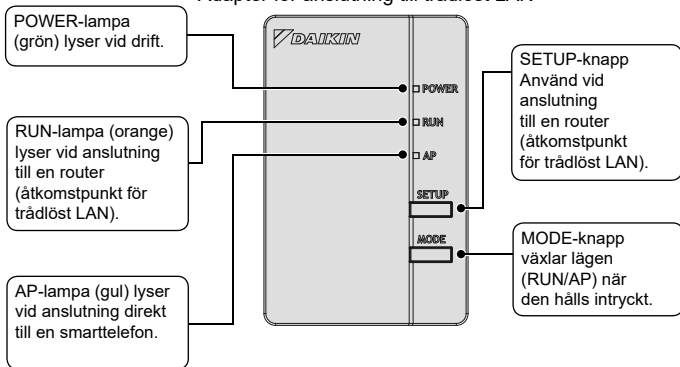 Adapter för anslutning till trådlöst LAN
POWER-lampa
(grön) lyser vid drift.
RUN-lampa (orange)
lyser vid anslutning
till en router
(åtkomstpunkt för
trådlöst LAN).
AP-lampa (gul) lyser
vid anslutning direkt
till en smarttelefon.
DAIKIN
POWER
RUN
AP
SETUP
MODE
SETUP-knapp
Använd vid
anslutning
till en router
(åtkomstpunkt
för trådlöst LAN).
MODE-knapp
växlar lägen
(RUN/AP) när
den hålls intryckt.